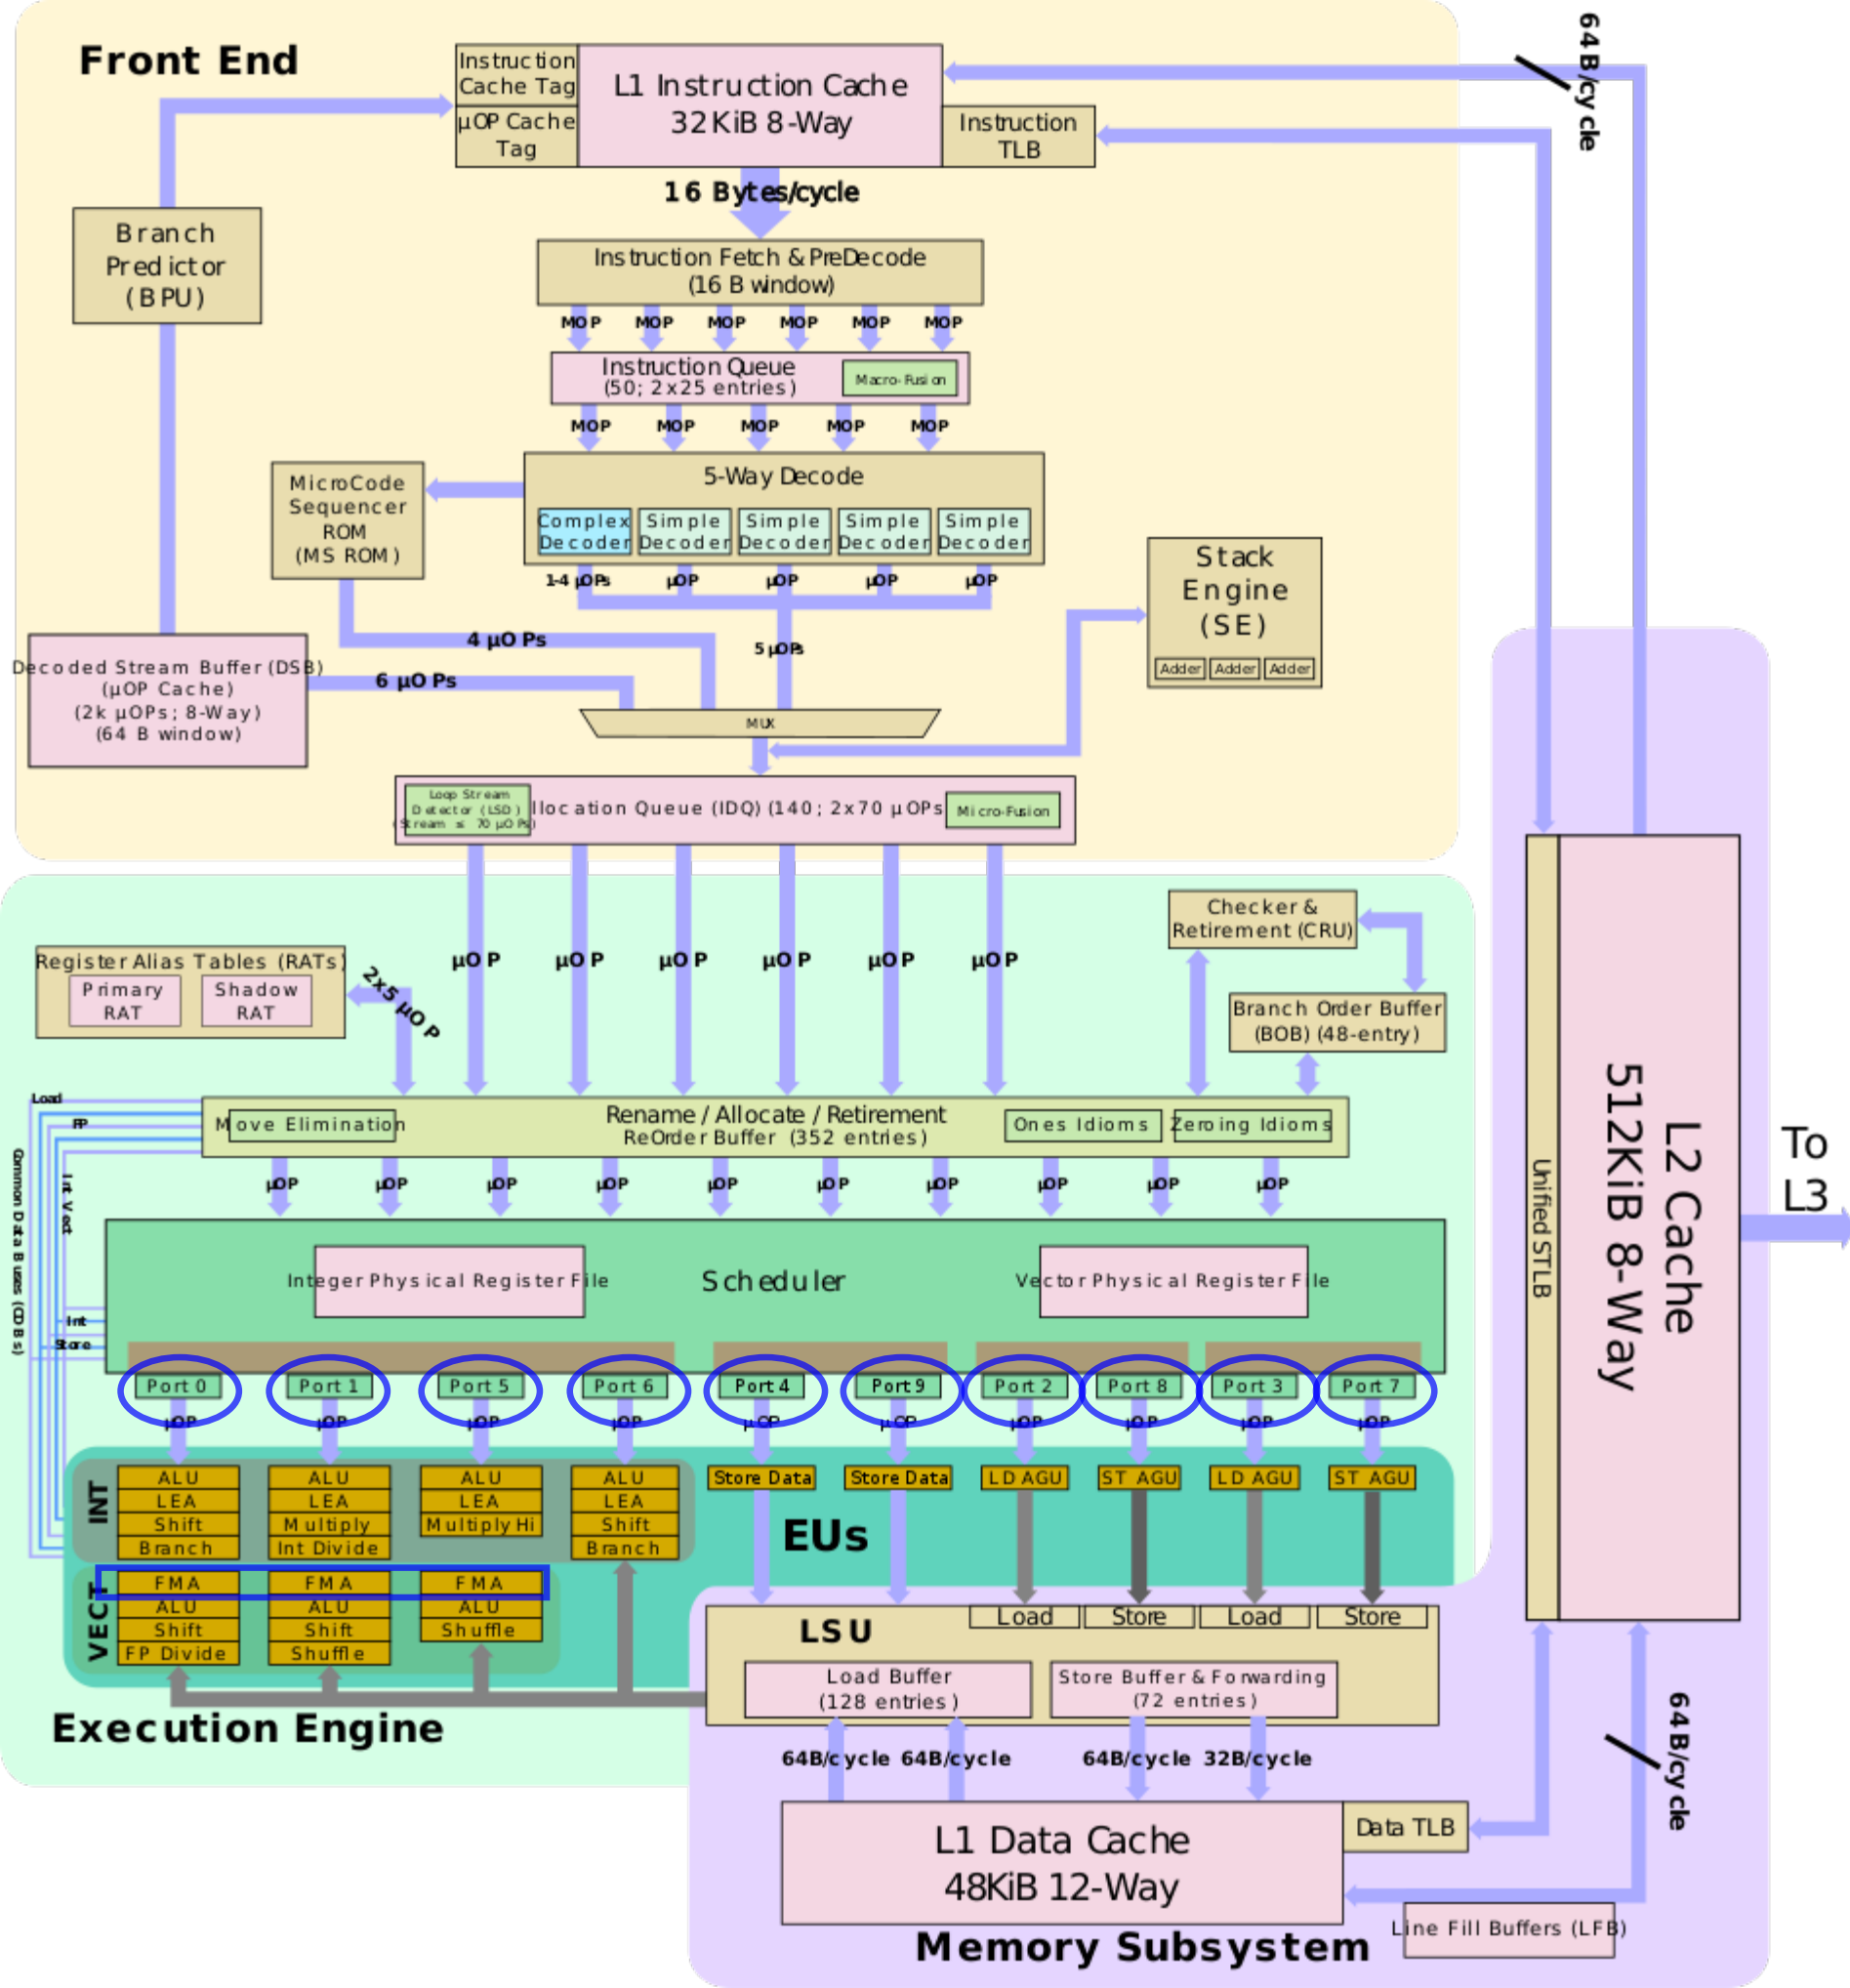 Front End
Instruction
Cache Tag
µOP Cache
Tag
L1 Instruction Cache
32KiB 8-Way
Instruction
TLB
64B/cycle
16 Bytes/cycle
Branch
Predictor
(BPU)
Instruction Fetch & PreDecode
(16 B window)
MOP MOP MOP MOP MOP MOP
Instruction Queue
(50; 2x25 entries)
Macro-Fusion
MOP MOP MOP MOP MOP
MicroCode
Sequencer
ROM
(MS ROM)
5-Way Decode
Complex
Decoder
Simple
Decoder
Simple
Decoder
Simple
Decoder
Simple
Decoder
1-4 µOPs µOP µOP µOP µOP
Stack
Engine
(SE)
Adder Adder Adder
4 µOPs
5 µOPs
6 µOPs
Decoded Stream Buffer (DSB)
(µOP Cache)
(2k µOPs; 8-Way)
(64 B window)
MUX
Loop Stream
Detector (LSD)
(Stream ≤ 70 µOPs)
llocation Queue (IDQ) (140; 2x70 µOPs
Micro-Fusion
µOP µOP µOP µOP µOP µOP
Checker &
Retirement (CRU)
Branch Order Buffer
(BOB) (48-entry)
Register Alias Tables (RATs)
Primary
RAT
Shadow
RAT
2x5 µOP
Rename / Allocate / Retirement
ReOrder Buffer (352 entries)
Move Elimination
Ones Idioms
Zeroing Idioms
Load
FP
Int Vect
Common Data Buses (CDBs)
Int
Store
µOP µOP µOP µOP µOP µOP µOP µOP µOP µOP
Integer Physical Register File
Scheduler
Vector Physical Register File
Port 0 Port 1 Port 5 Port 6 Port 4 Port 9 Port 2 Port 8 Port 3 Port 7
µOP µOP µOP µOP µOP µOP µOP µOP µOP µOP
INT
ALU
LEA
Shift
Branch
ALU
LEA
Multiply
Int Divide
ALU
LEA
MultiplyHi
ALU
LEA
Shift
Branch
Store Data
Store Data
LD AGU
ST AGU
LD AGU
ST AGU
EUs
VECT
FMA
ALU
Shift
FP Divide
FMA
ALU
Shift
Shuffle
FMA
ALU
Shuffle
Execution Engine
LSU
Load Store Load Store
Load Buffer
(128 entries)
Store Buffer & Forwarding
(72 entries)
64B/cycle 64B/cycle 64B/cycle 32B/cycle
L1 Data Cache
48KiB 12-Way
Data TLB
Line Fill Buffers (LFB)
Memory Subsystem
Unified STLB
L2 Cache
512KiB 8-Way
To
L3
64B/cycle